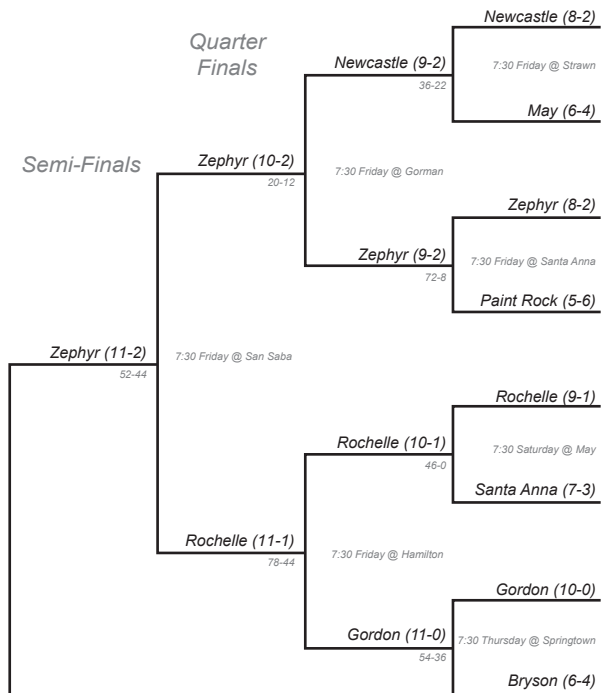 Newcastle (8-2)
Quarter
Finals
Newcastle (9-2)
36-22
7:30 Friday @ Strawn
May (6-4)
Semi-Finals
Zephyr (10-2)
20-12
7:30 Friday @ Gorman
Zephyr (8-2)
Zephyr (9-2)
72-8
7:30 Friday @ Santa Anna
Paint Rock (5-6)
Zephyr (11-2)
52-44
7:30 Friday @ San Saba
Rochelle (9-1)
Rochelle (10-1)
46-0
7:30 Saturday @ May
Santa Anna (7-3)
Rochelle (11-1)
78-44
7:30 Friday @ Hamilton
Gordon (10-0)
Gordon (11-0)
54-36
7:30 Thursday @ Springtown
Bryson (6-4)